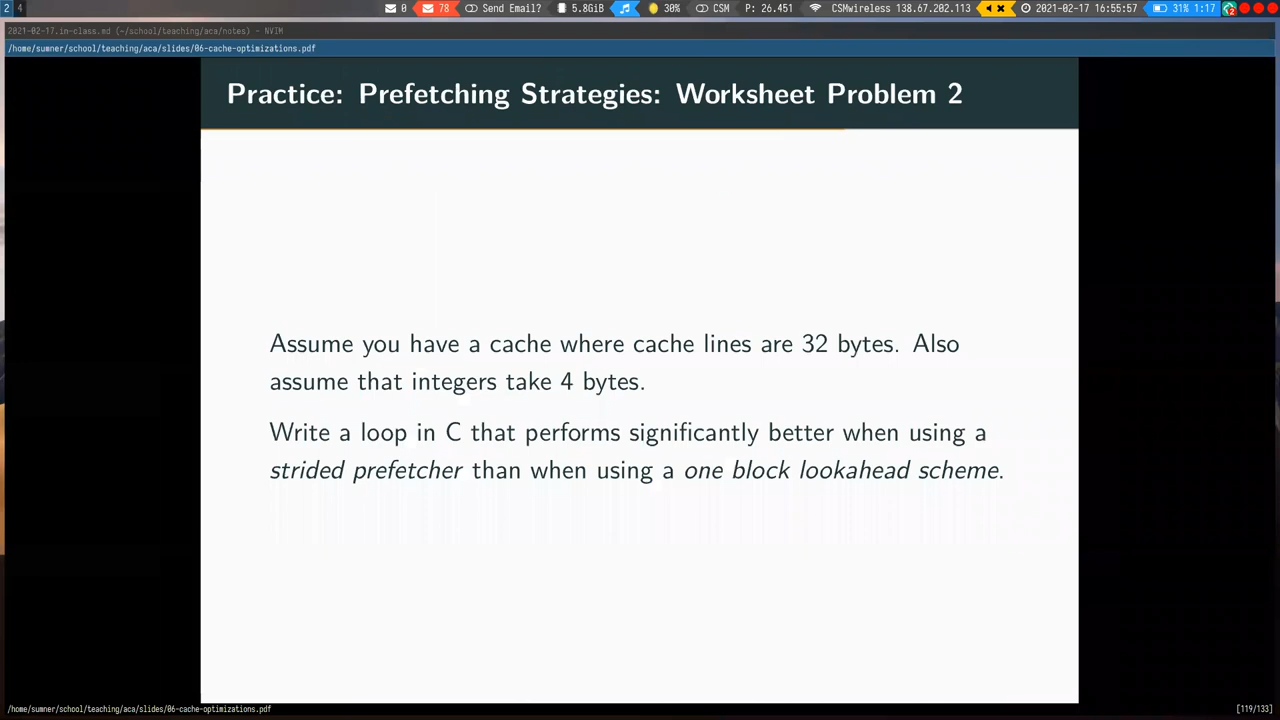 2 4 0 78 Send Email? 5.8GiB 30% CSM P: 26.451 CSMwireless 138.67.202.113 2021-02-17 16:55:57 31% 1:17 2
2021-02-17.in-class.md (~/school/teaching/aca/notes) - NVIM
/home/sumner/school/teaching/aca/slides/06-cache-optimizations.pdf
Practice: Prefetching Strategies: Worksheet Problem 2
Assume you have a cache where cache lines are 32 bytes. Also
assume that integers take 4 bytes.
Write a loop in C that performs significantly better when using a
strided prefetcher than when using a one block lookahead scheme.
/home/sumner/school/teaching/aca/slides/06-cache-optimizations.pdf [119/133]